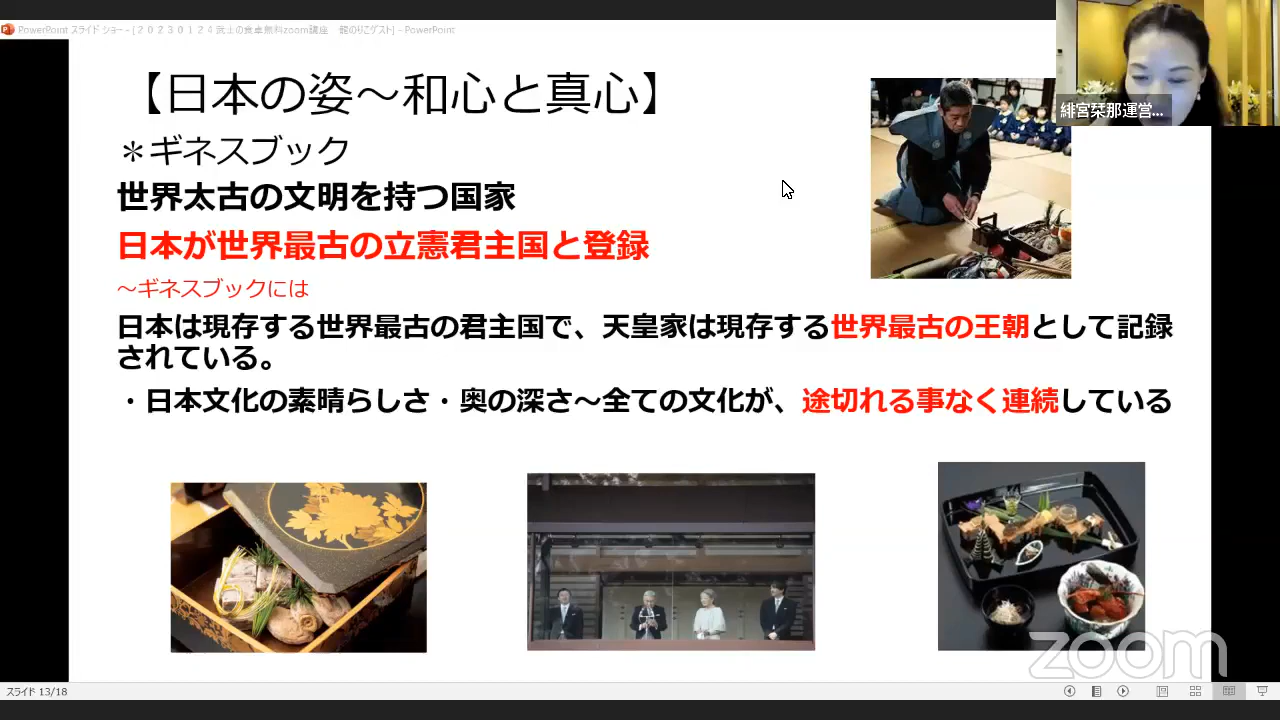 PowerPoint スライド ショー - [２０２３０１２４武士の食卓無料zoom講座　龍のりこゲスト] - PowerPoint
緋宮栞那運営...
【日本の姿～和心と真心】
＊ギネスブック
世界太古の文明を持つ国家
日本が世界最古の立憲君主国と登録
～ギネスブックには
日本は現存する世界最古の君主国で、天皇家は現存する世界最古の王朝として記録
されている。
・日本文化の素晴らしさ・奥の深さ～全ての文化が、途切れる事なく連続している
zoom
スライド 13/18